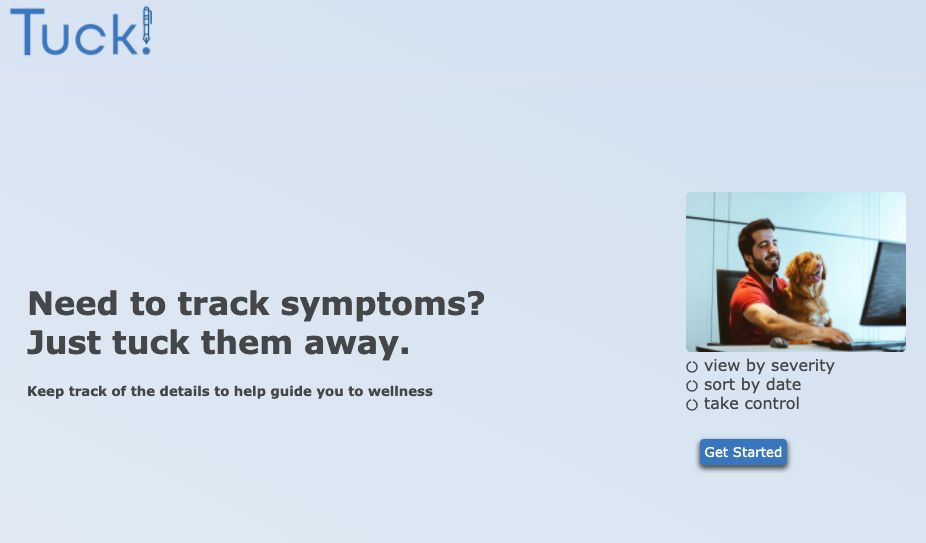 Tuck!
Need to track symptoms?
Just tuck them away.
Keep track of the details to help guide you to wellness
view by severity
sort by date
take control
Get Started